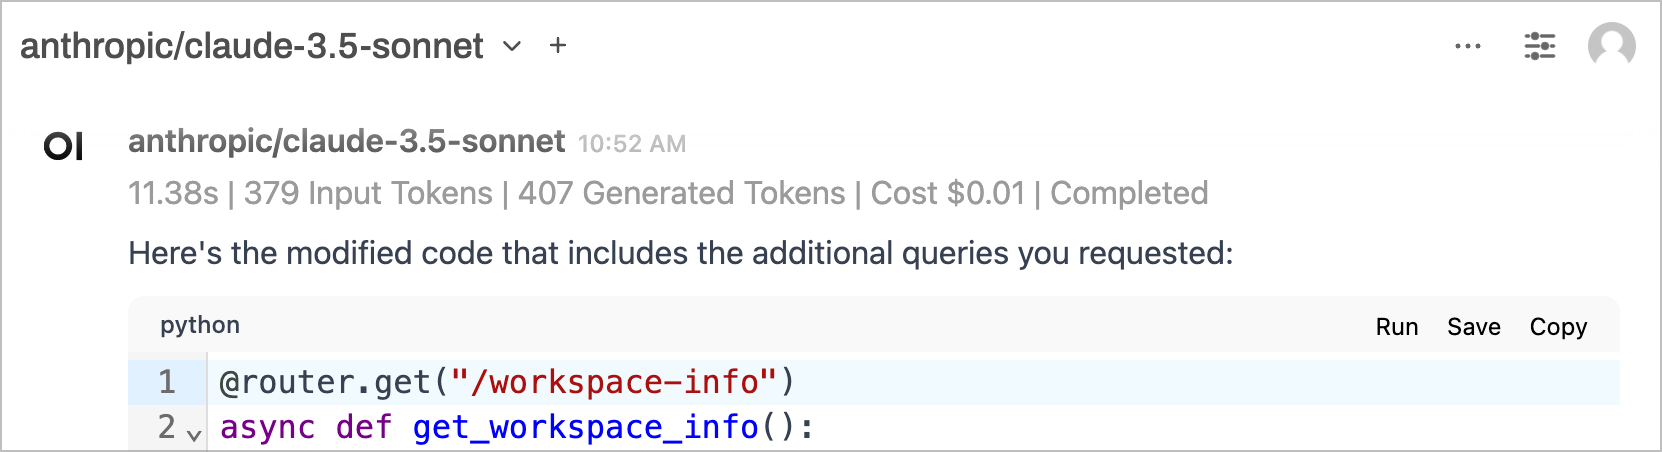 anthropic/claude-3.5-sonnet
OI
anthropic/claude-3.5-sonnet 10:52 AM
11.38s | 379 Input Tokens | 407 Generated Tokens | Cost $0.01 | Completed
Here's the modified code that includes the additional queries you requested:
python Run Save Copy
1 @router.get("/workspace-info")
2 async def get_workspace_info():